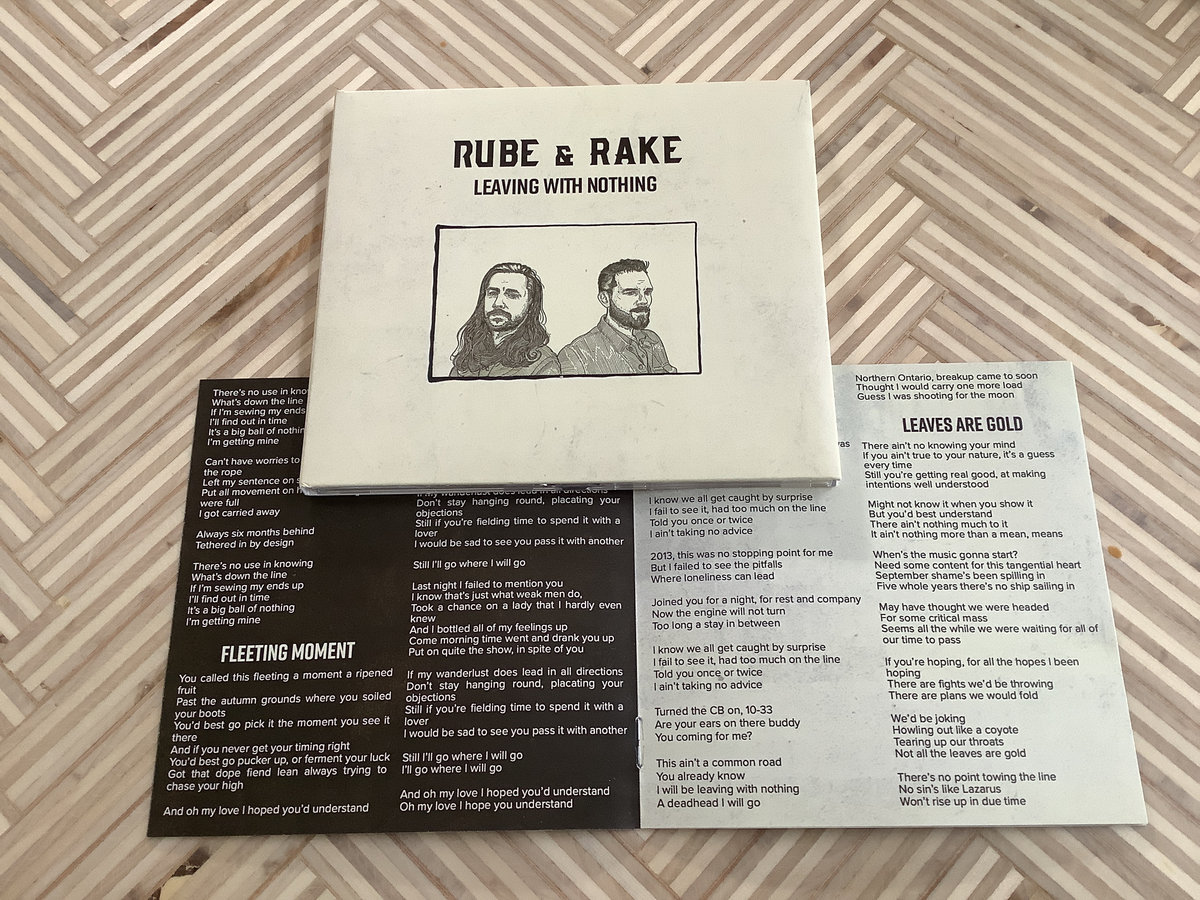 RUBE & RAKE
LEAVING WITH NOTHING
There's no use in
What's down the line
If I'm sewing my ends
I'll find out in time
It's a big ball of
I'm getting mine
Can't have worries to
the rope
Left my sentence on
Put all movement on
were full
I got carried away
Always six months behind
Tethered in by design
There's no use in knowing
What's down the line
If I'm sewing my ends up
I'll find out in time
It's a big ball of nothing
I'm getting mine
FLEETING MOMENT
You called this fleeting a moment a ripened
fruit
Past the autumn grounds where you soiled
your boots
You'd best go pick it the moment you see it
there
And if you never get your timing right
You'd best go pucker up, or ferment your luck
Got that dope fiend lean always trying to
chase your high
And oh my love I hoped you'd understand
If my wanderlust does lead in all directions
Don't stay hanging round, placating your
objections
Still if you're fielding time to spend it with a
lover
I would be sad to see you pass it with another
Still I'll go where I will go
Last night I failed to mention you
I know that's just what weak men do,
Took a chance on a lady that I hardly even
knew
And I bottled all of my feelings up
Come morning time went and drank you up
Put on quite the show, in spite of you
If my wanderlust does lead in all directions
Don't stay hanging round, placating your
objections
Still if you're fielding time to spend it with a
lover
I would be sad to see you pass it with another
Still I'll go where I will go
I'll go where I will go
And oh my love I hoped you'd understand
Oh my love I hope you understand
I know we all get caught by surprise
I fail to see it, had too much on the line
Told you once or twice
I ain't taking no advice
2013, this was no stopping point for me
But I failed to see the pitfalls
Where loneliness can lead
Joined you for a night, for rest and company
Now the engine will not turn
Too long a stay in between
I know we all get caught by surprise
I fail to see it, had too much on the line
Told you once or twice
I ain't taking no advice
Turned the CB on, 10-33
Are your ears on there buddy
You coming for me?
This ain't a common road
You already know
I will be leaving with nothing
A deadhead I will go
Northern Ontario, breakup came to soon
Thought I would carry one more load
Guess I was shooting for the moon
LEAVES ARE GOLD
There ain't no knowing your mind
If you ain't true to your nature, it's a guess
every time
Still you're getting real good, at making
intentions well understood
Might not know it when you show it
But you'd best understand
There ain't nothing much to it
It ain't nothing more than a mean, means
When's the music gonna start?
Need some content for this tangential heart
September shame's been spilling in
Five whole years there's no ship sailing in
May have thought we were headed
For some critical mass
Seems all the while we were waiting for all of
our time to pass
If you're hoping, for all the hopes I been
hoping
There are fights we'd be throwing
There are plans we would fold
We'd be joking
Howling out like a coyote
Tearing up our throats
Not all the leaves are gold
There's no point towing the line
No sin's like Lazarus
Won't rise up in due time